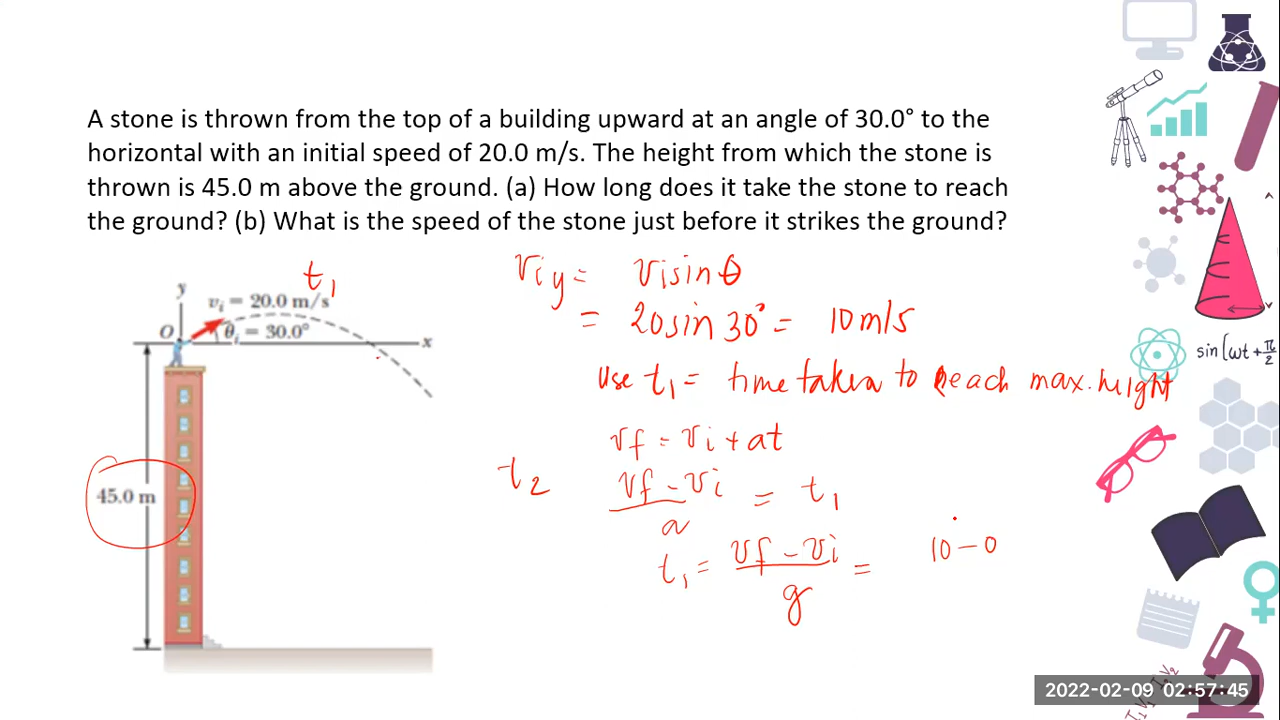 A stone is thrown from the top of a building upward at an angle of 30.0° to the
horizontal with an initial speed of 20.0 m/s. The height from which the stone is
thrown is 45.0 m above the ground. (a) How long does it take the stone to reach
the ground? (b) What is the speed of the stone just before it strikes the ground?
t₁
y
vᵢ = 20.0 m/s
O
θᵢ = 30.0°
x
45.0 m
viy = visinθ
= 20sin30° = 10m/s
use t₁ = time taken to reach max.height
vf = vi + at
t₂
vf - vi / a = t₁
t₁ = vf - vi / g = 10 - 0
sin(ωt + π/2
2022-02-09 02:57:45